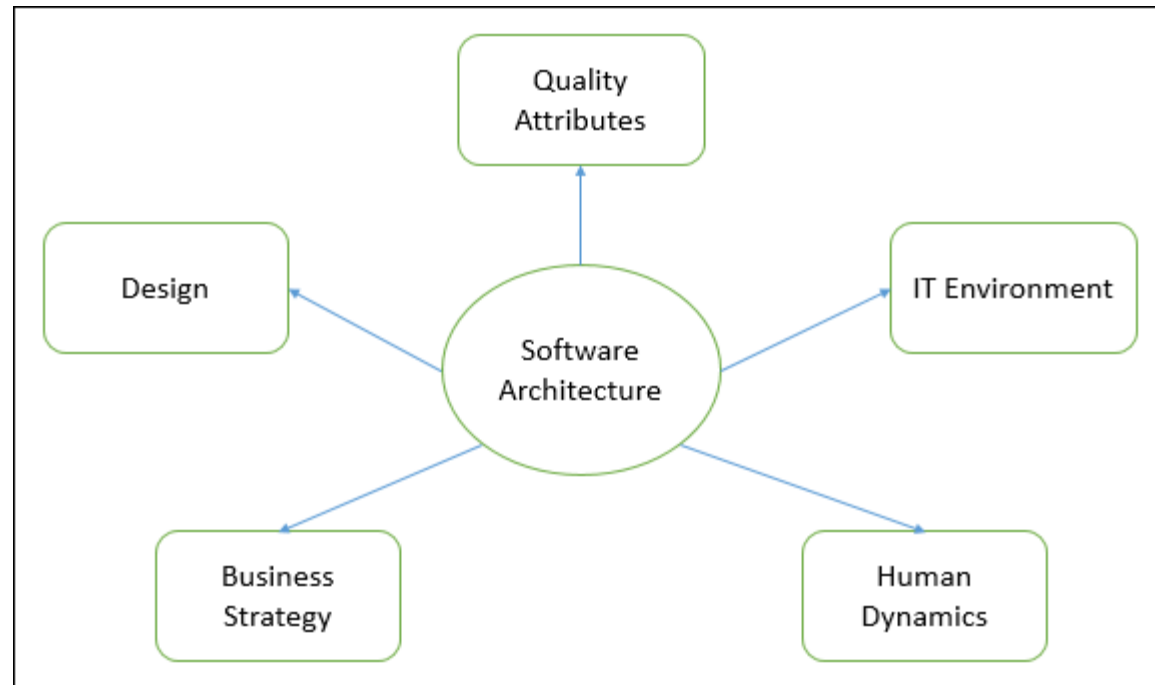 Quality
Attributes
Design
IT Environment
Software
Architecture
Business
Strategy
Human
Dynamics